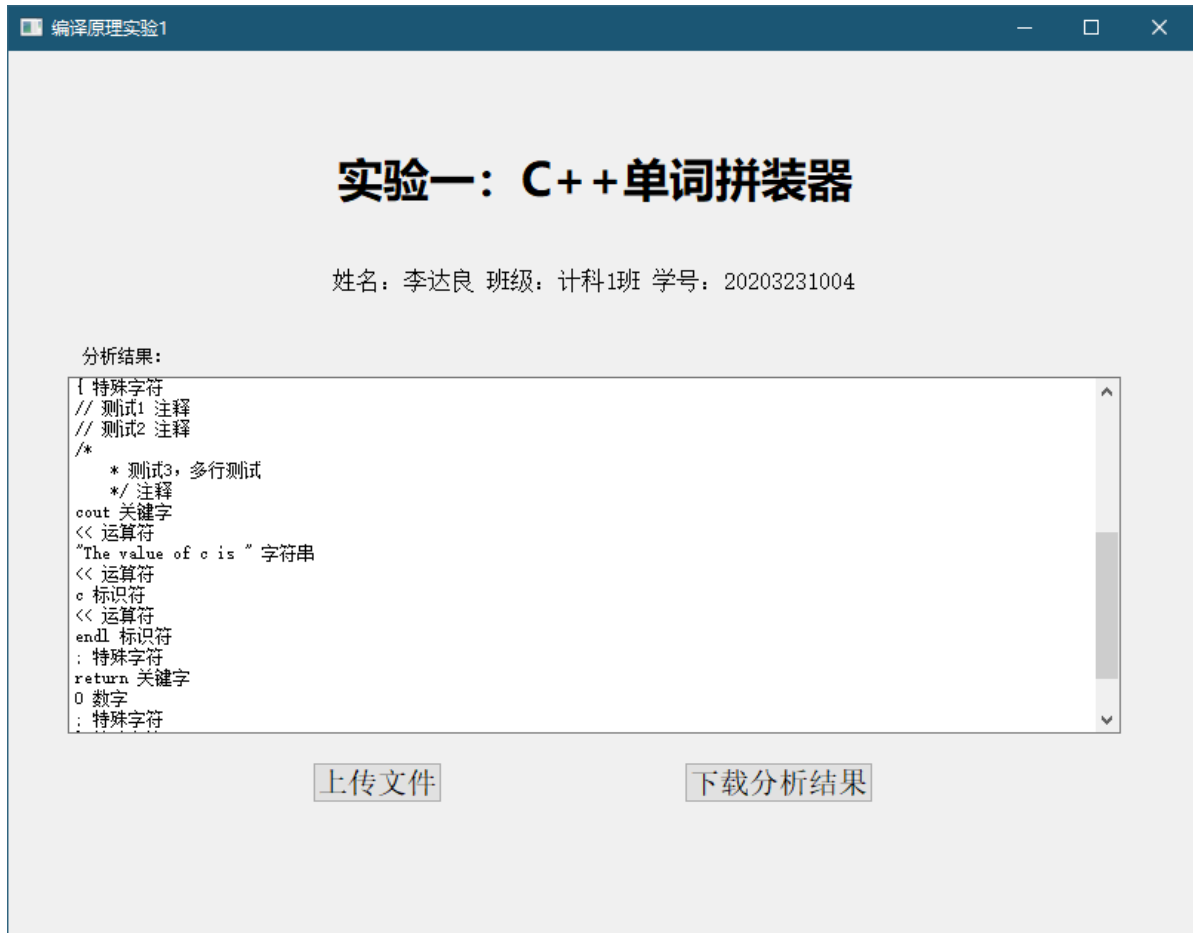 编译原理实验1
实验一：C++单词拼装器
姓名：李达良 班级：计科1班 学号：20203231004
分析结果：
{ 特殊字符
// 测试1 注释
// 测试2 注释
/*
* 测试3，多行测试
*/ 注释
cout 关键字
<< 运算符
"The value of c is " 字符串
<< 运算符
c 标识符
<< 运算符
endl 标识符
; 特殊字符
return 关键字
0 数字
; 特殊字符
上传文件 下载分析结果